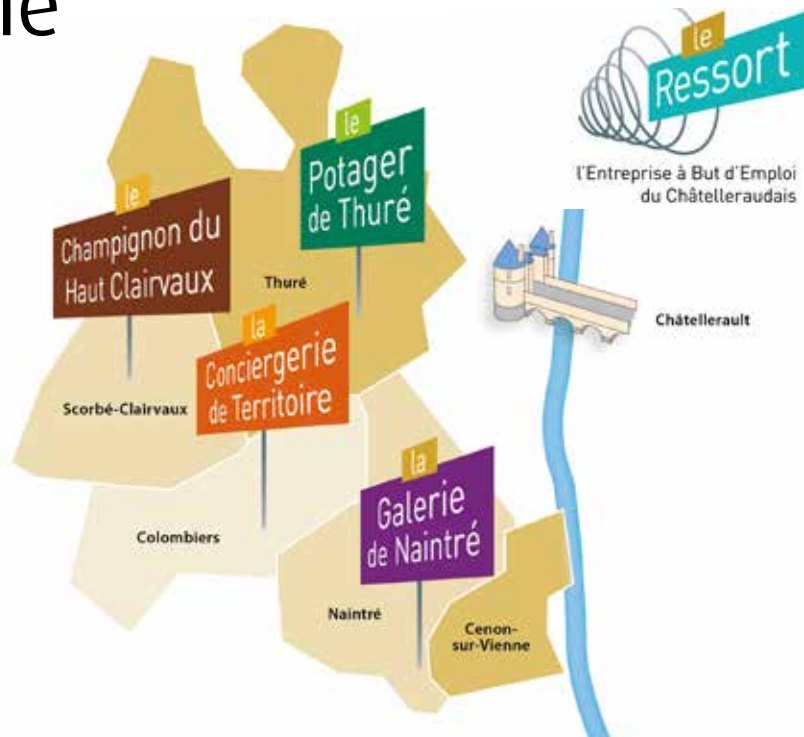 le
Ressort
l'Entreprise à But d'Emploi
du Châtelleraudais
le
Potager
de Thuré
le
Champignon du
Haut Clairvaux
Thuré
Châtellerault
la
Conciergerie
de Territoire
Scorbé-Clairvaux
la
Galerie
de Naintré
Colombiers
Naintré
Cenon-
sur-Vienne